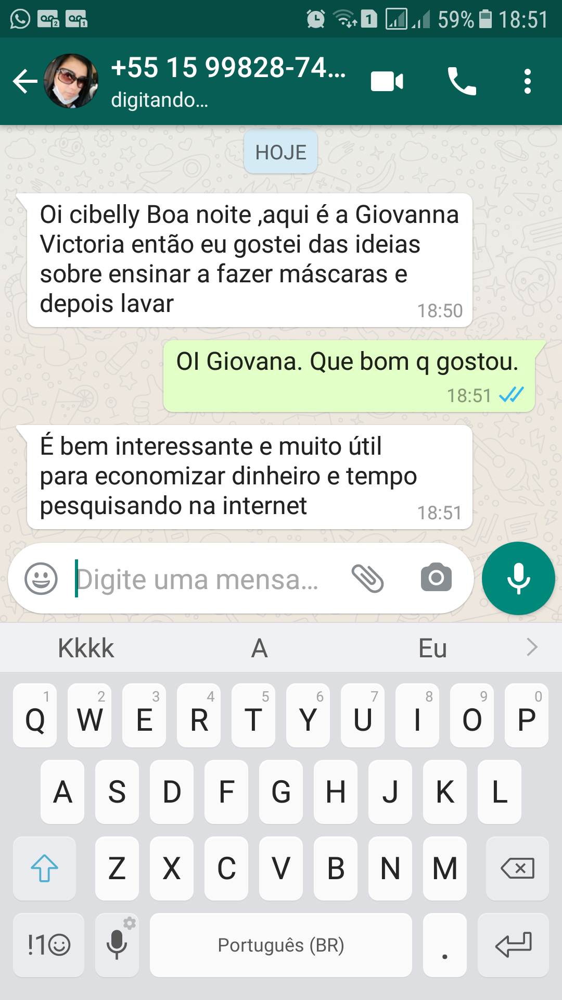 2 1 1 59% 18:51
+55 15 99828-74...
digitando...
HOJE
Oi cibelly Boa noite ,aqui é a Giovanna
Victoria então eu gostei das ideias
sobre ensinar a fazer máscaras e
depois lavar
18:50
OI Giovana. Que bom q gostou.
18:51
É bem interessante e muito útil
para economizar dinheiro e tempo
pesquisando na internet
18:51
Digite uma mensa...
Kkkk A Eu
1 2 3 4 5 6 7 8 9 0
Q W E R T Y U I O P
A S D F G H J K L
Z X C V B N M
!1☺ Português (BR) .